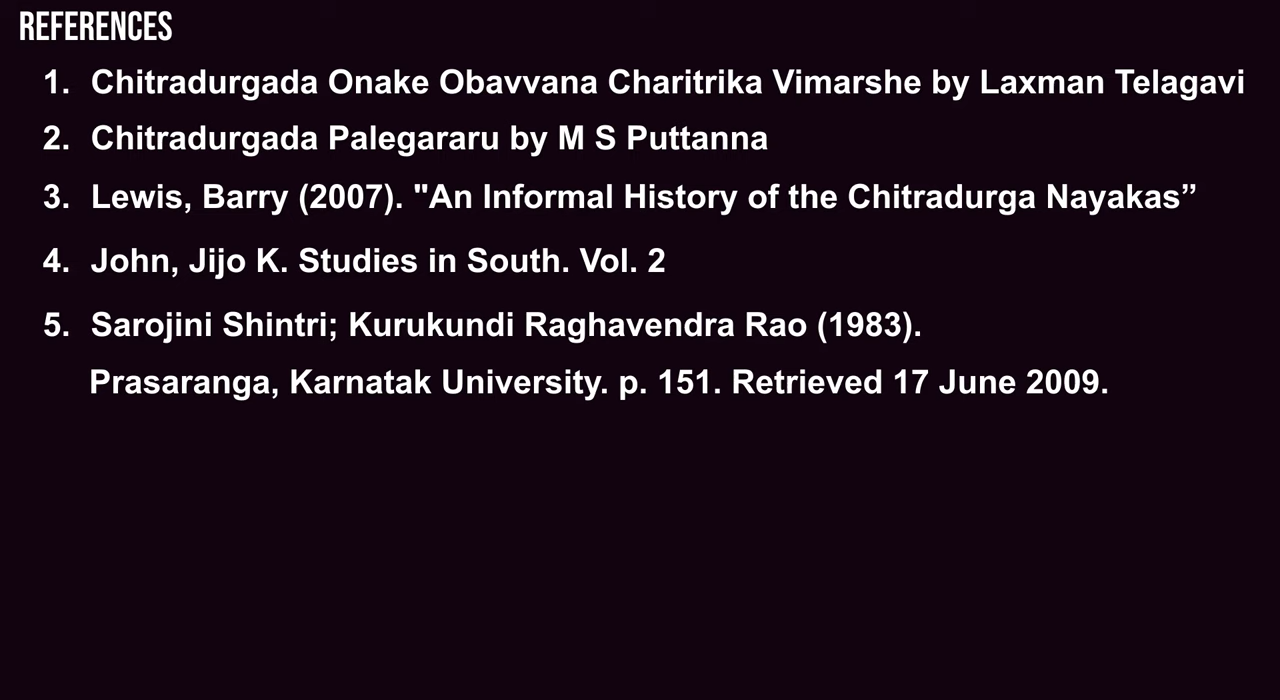 REFERENCES
1. Chitradurgada Onake Obavvana Charitrika Vimarshe by Laxman Telagavi
2. Chitradurgada Palegararu by M S Puttanna
3. Lewis, Barry (2007). "An Informal History of the Chitradurga Nayakas”
4. John, Jijo K. Studies in South. Vol. 2
5. Sarojini Shintri; Kurukundi Raghavendra Rao (1983).
Prasaranga, Karnatak University. p. 151. Retrieved 17 June 2009.